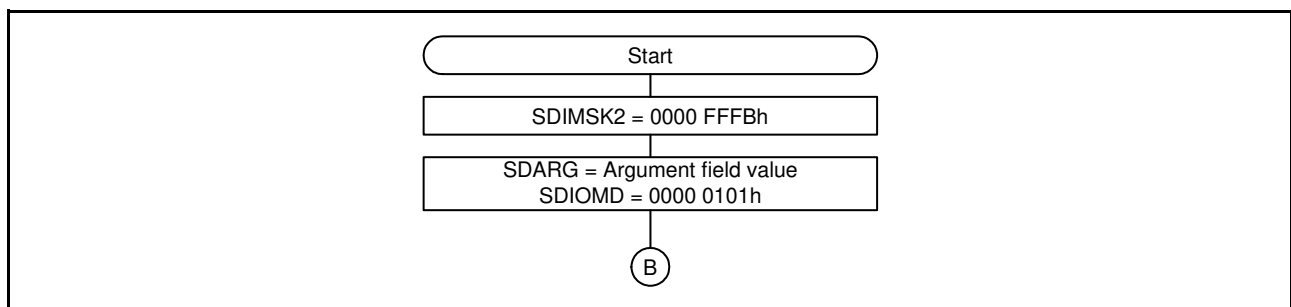 Start
SDIMSK2 = 0000 FFFBh
SDARG = Argument field value
SDIOMD = 0000 0101h
B